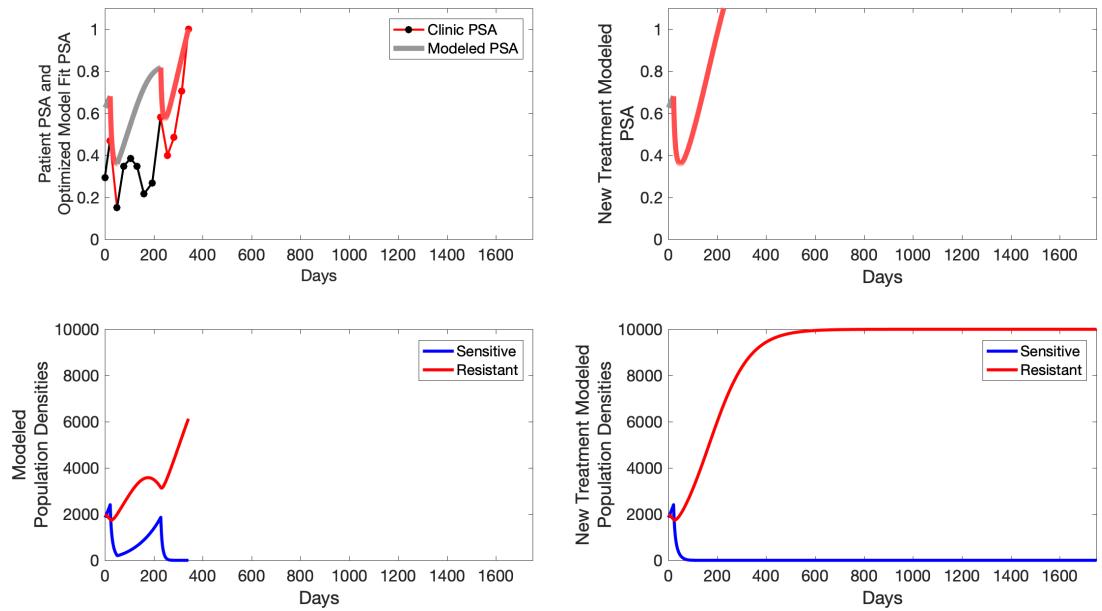 Patient PSA and
Optimized Model Fit PSA
1
0.8
0.6
0.4
0.2
0
Clinic PSA
Modeled PSA
0 200 400 600 800 1000 1200 1400 1600
Days
New Treatment Modeled
PSA
1
0.8
0.6
0.4
0.2
0
0 200 400 600 800 1000 1200 1400 1600
Days
Modeled
Population Densities
10000
8000
6000
4000
2000
0
Sensitive
Resistant
0 200 400 600 800 1000 1200 1400 1600
Days
New Treatment Modeled
Population Densities
10000
8000
6000
4000
2000
0
Sensitive
Resistant
0 200 400 600 800 1000 1200 1400 1600
Days